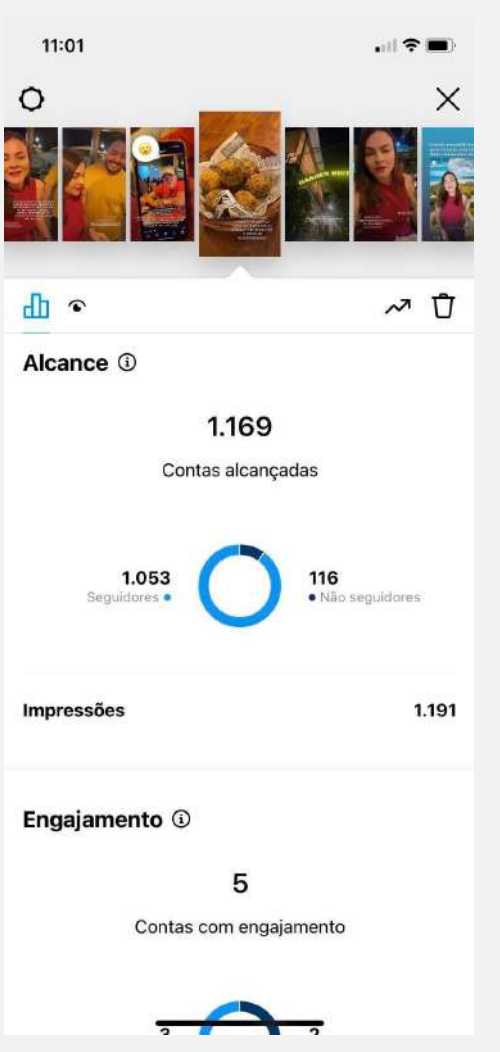 11:01
Alcance
1.169
Contas alcançadas
1.053
Seguidores
116
Não seguidores
Impressões 1.191
Engajamento
5
Contas com engajamento